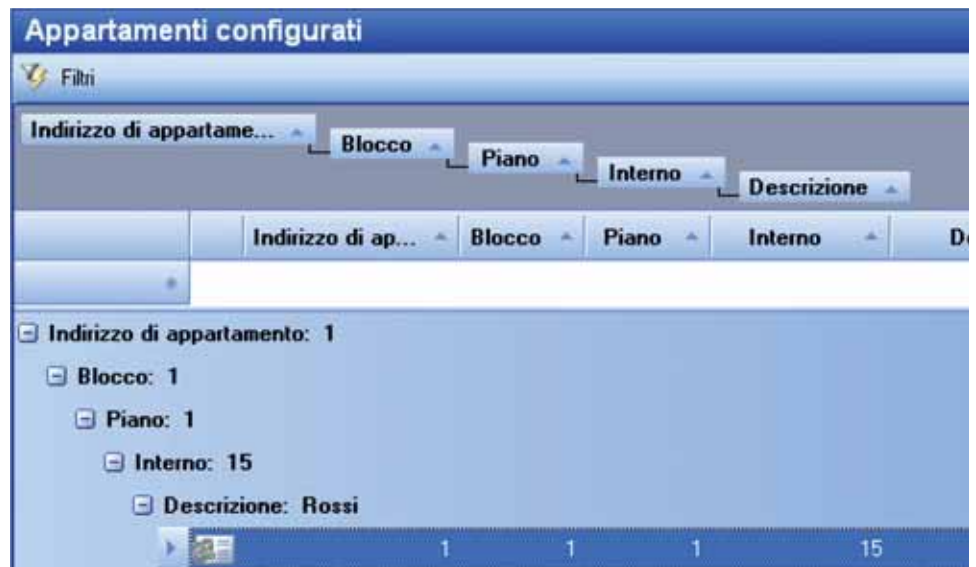 Appartamenti configurati
Filtri
Indirizzo di appartame... Blocco Piano Interno Descrizione
Indirizzo di ap... Blocco Piano Interno De
Indirizzo di appartamento: 1
Blocco: 1
Piano: 1
Interno: 15
Descrizione: Rossi
1 1 1 15